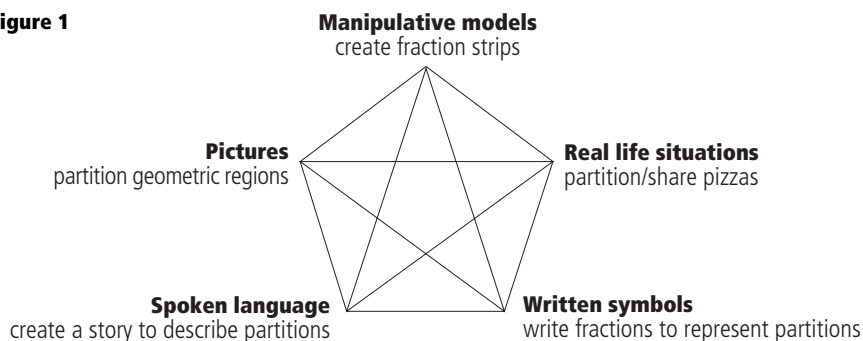 igure 1
Manipulative models
create fraction strips
Pictures
partition geometric regions
Real life situations
partition/share pizzas
Spoken language
create a story to describe partitions
Written symbols
write fractions to represent partitions